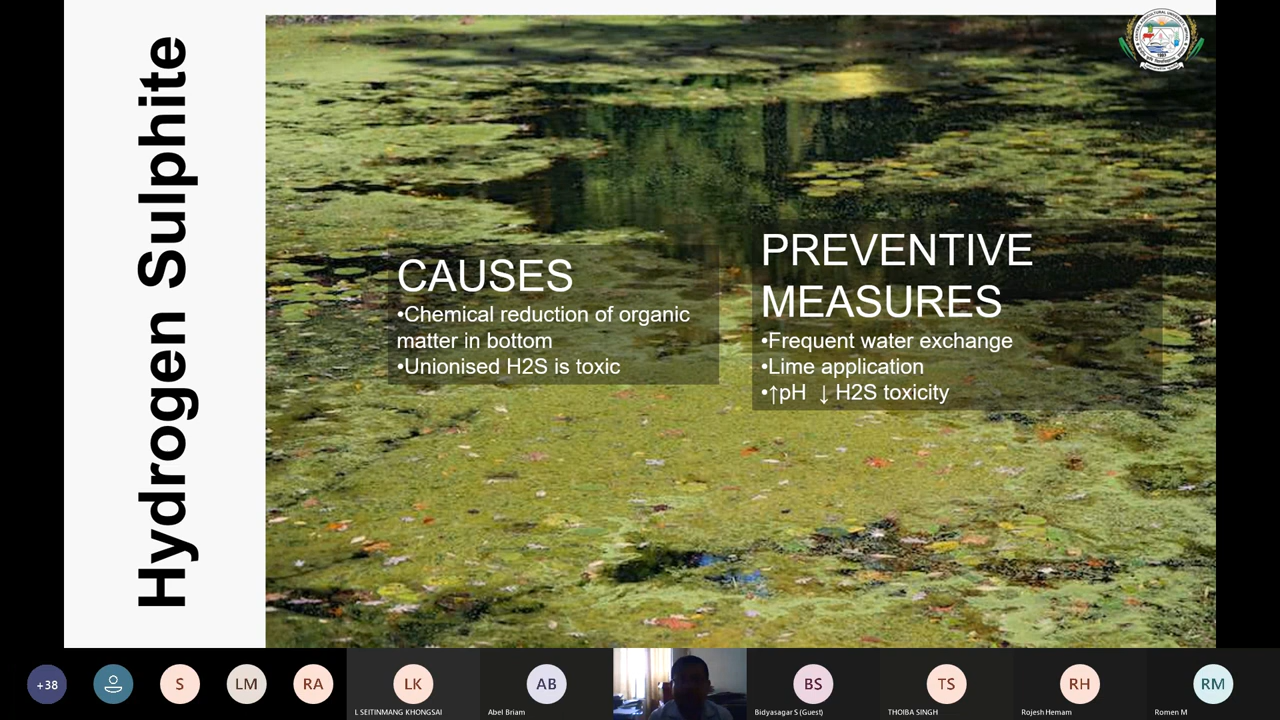 Hydrogen Sulphite
CAUSES
•Chemical reduction of organic
matter in bottom
•Unionised H2S is toxic
PREVENTIVE
MEASURES
•Frequent water exchange
•Lime application
•↑pH ↓ H2S toxicity
+38
S
LM
RA
LK
L SEITINMANG KHONGSAI
AB
Abel Briam
BS
Bidyasagar S (Guest)
TS
THOIBA SINGH
RH
Rojesh Hemam
RM
Romen M